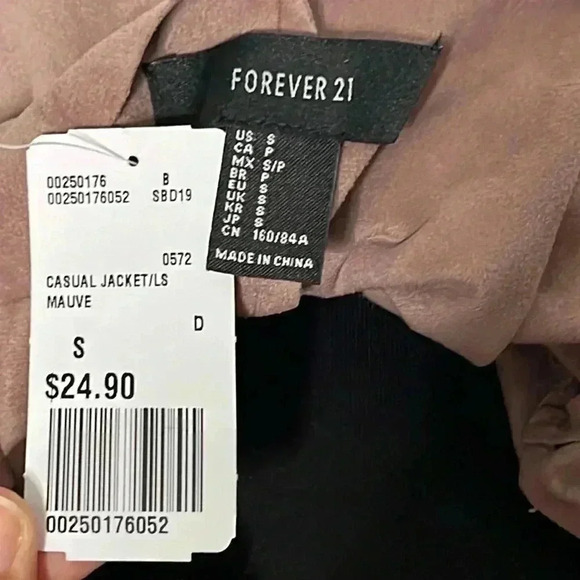 FOREVER 21
US S
CA P
MX S/P
BR P
EU S
UK S
KR S
JP S
CN 160/84A
MADE IN CHINA
00250176 B
00250176052 SBD19
0572
CASUAL JACKET/LS
MAUVE
D
S
$24.90
00250176052